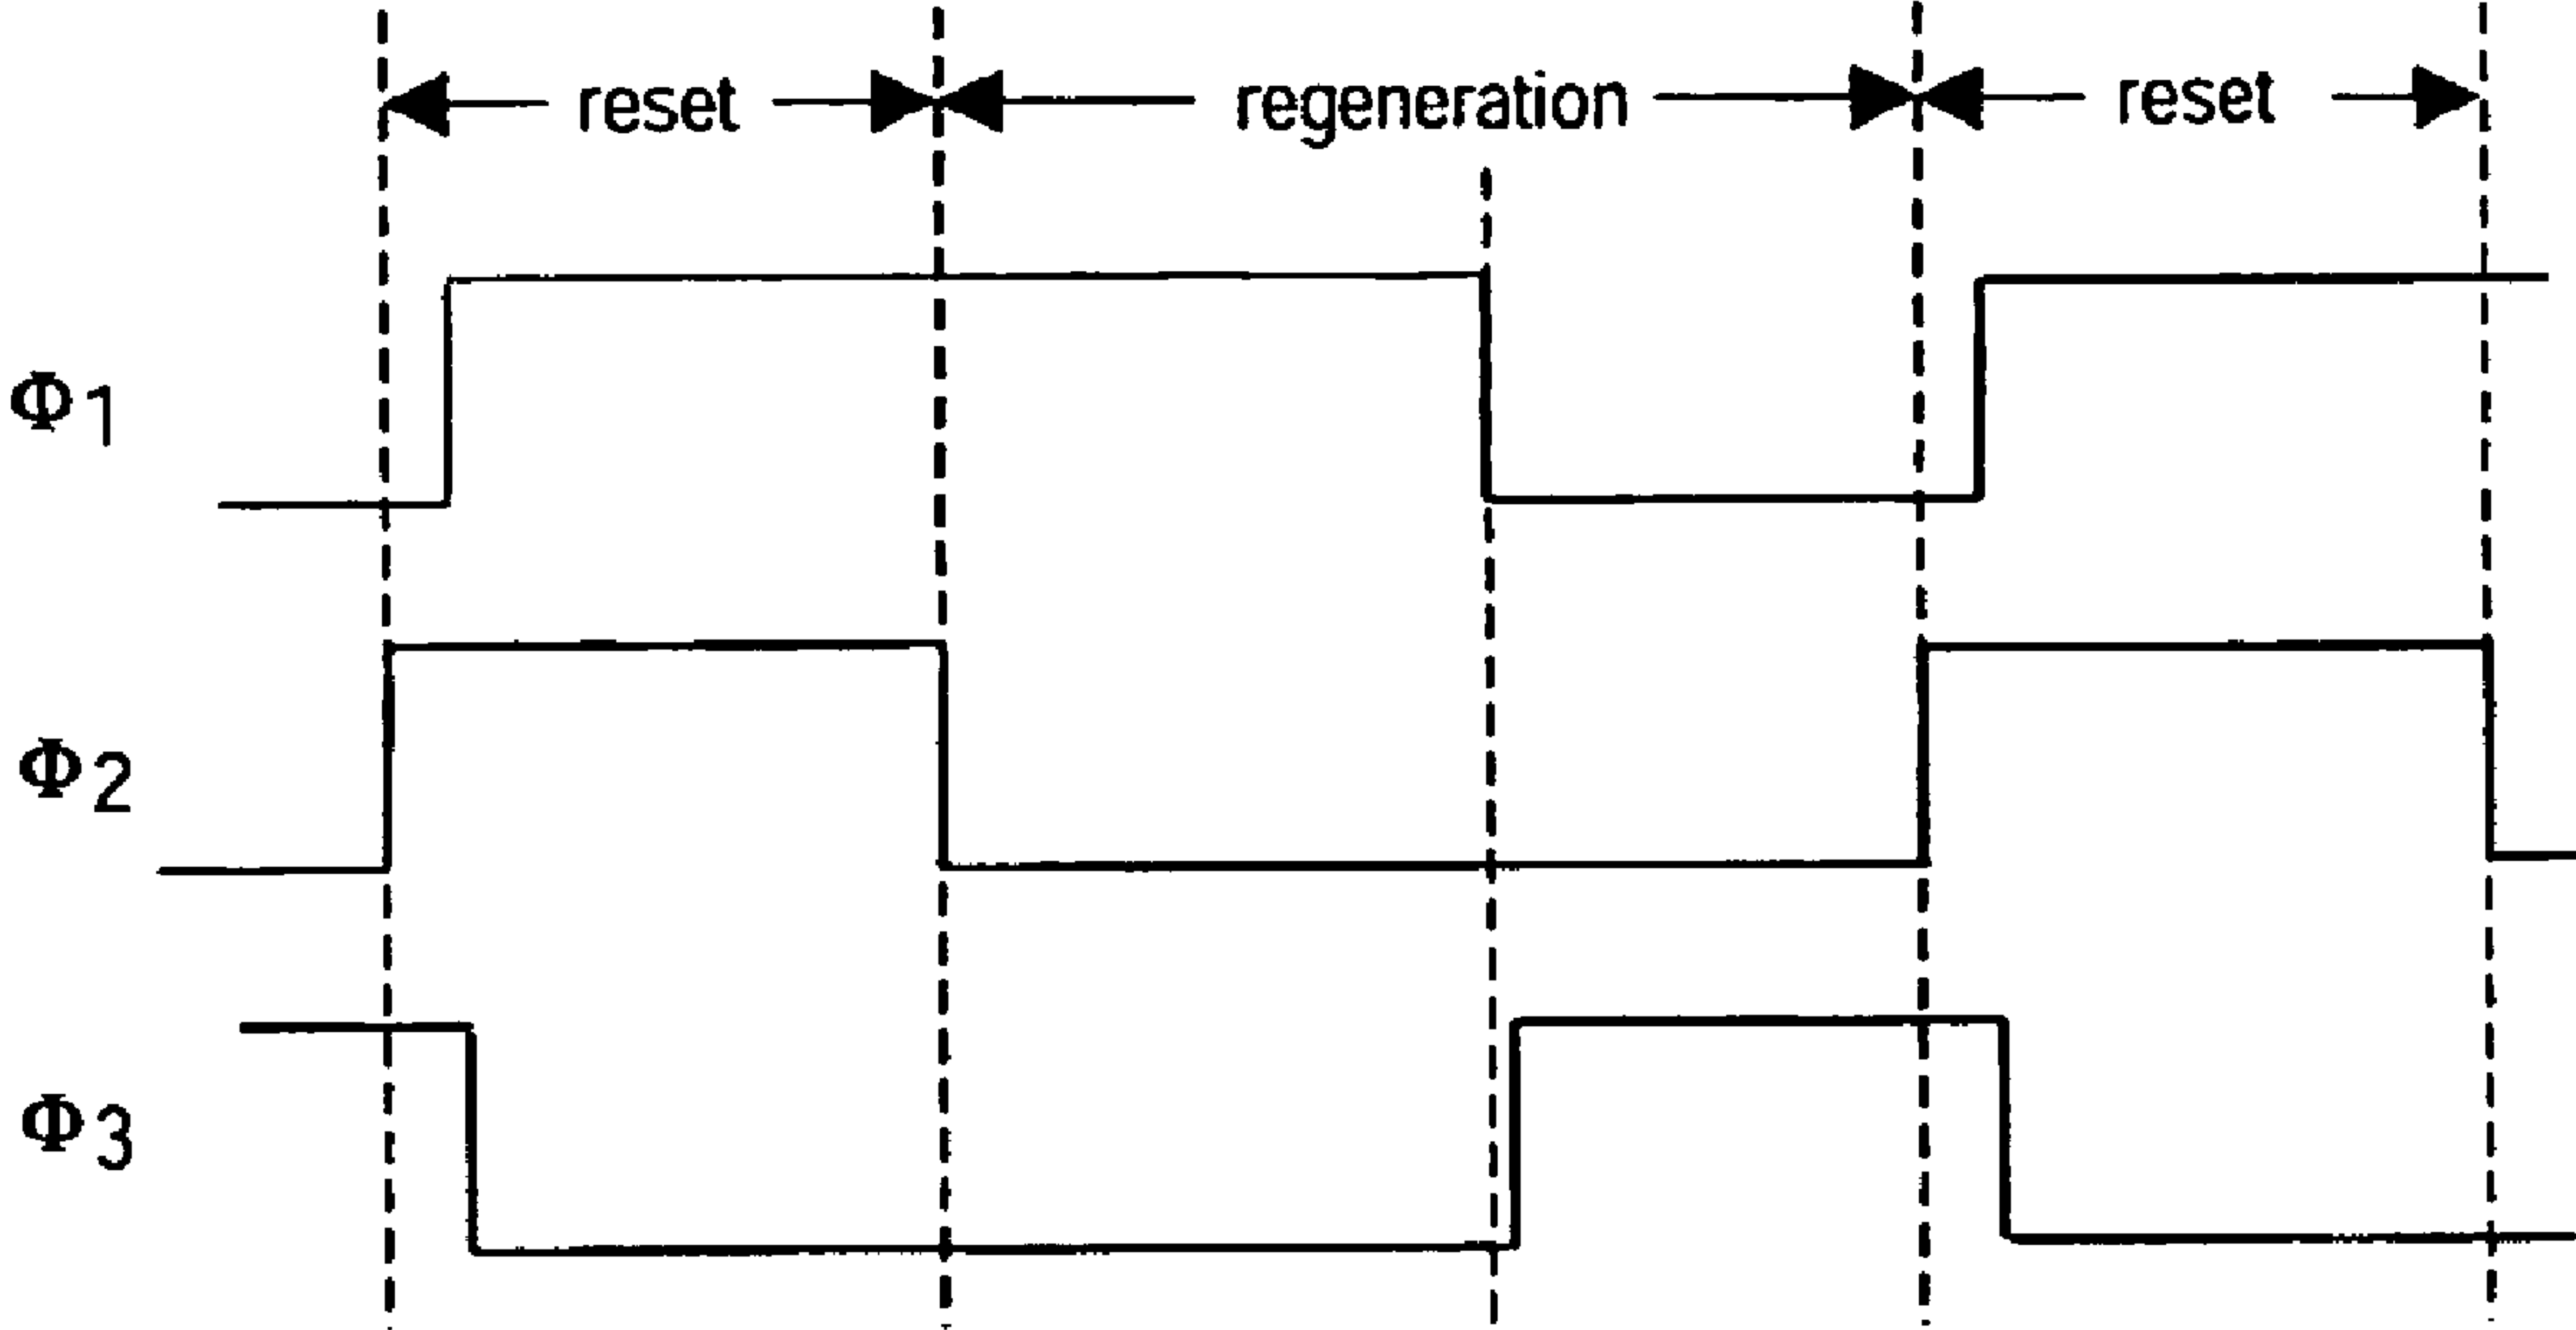 reset regeneration reset
Φ1
Φ2
Φ3